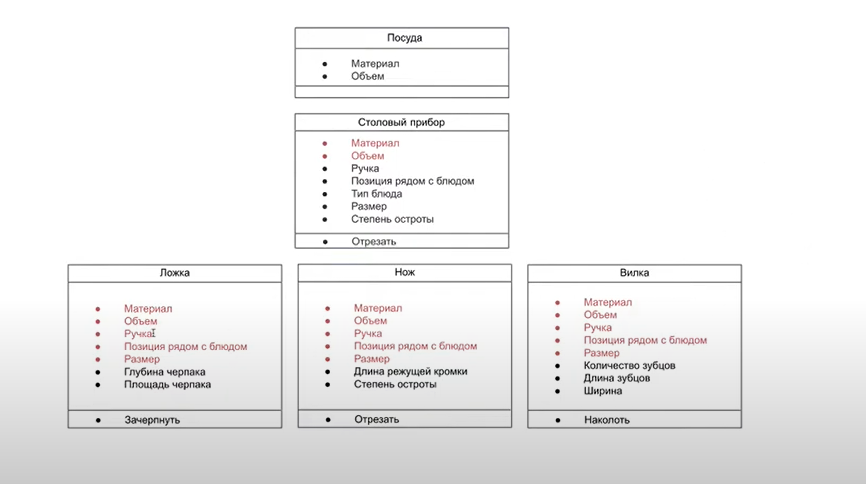 Посуда
• Материал
• Объем
Столовый прибор
• Материал
• Объем
• Ручка
• Позиция рядом с блюдом
• Тип блюда
• Размер
• Степень остроты
• Отрезать
Ложка
• Материал
• Объем
• Ручка
• Позиция рядом с блюдом
• Размер
• Глубина черпака
• Площадь черпака
• Зачерпнуть
Нож
• Материал
• Объем
• Ручка
• Позиция рядом с блюдом
• Размер
• Длина режущей кромки
• Степень остроты
• Отрезать
Вилка
• Материал
• Объем
• Ручка
• Позиция рядом с блюдом
• Размер
• Количество зубцов
• Длина зубцов
• Ширина
• Наколоть